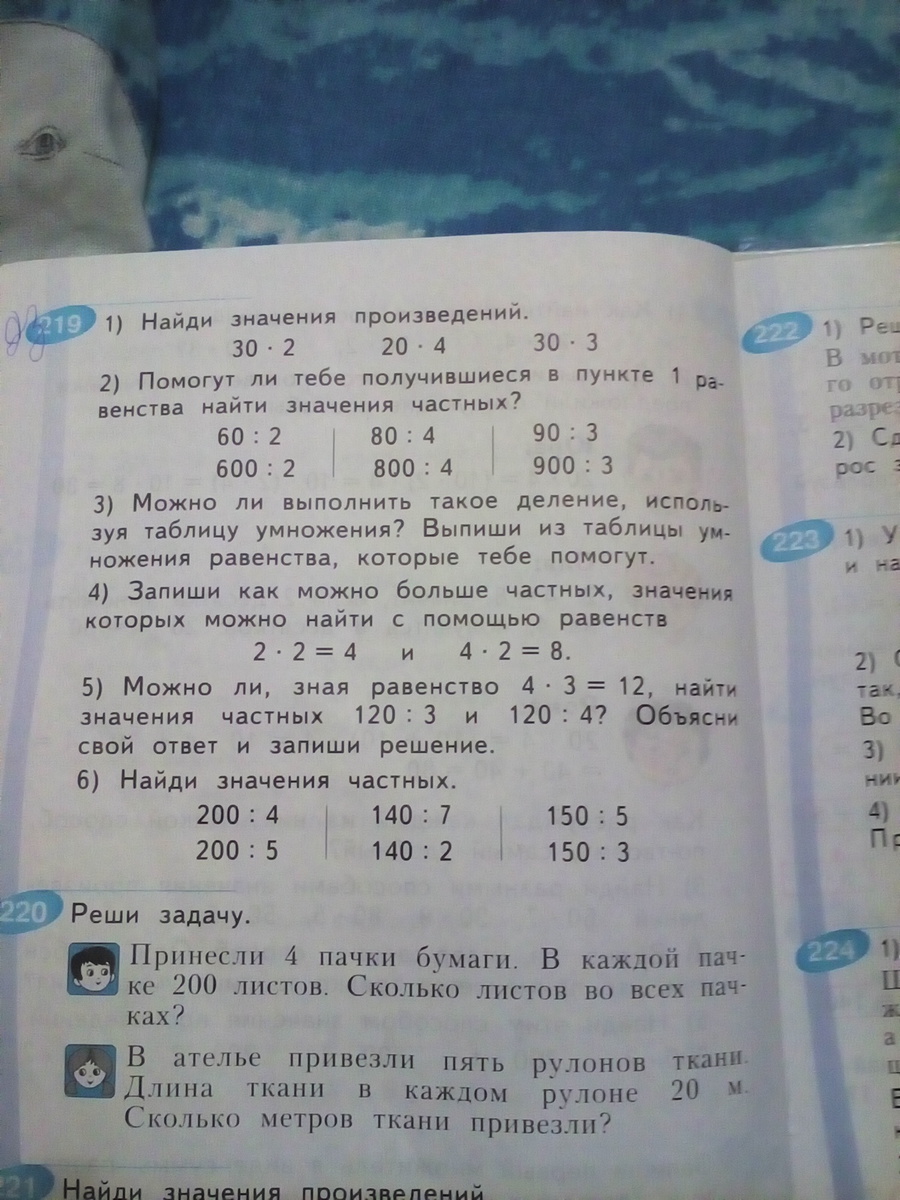 219 1) Найди значения произведений.
30 · 2 20 · 4 30 · 3
2) Помогут ли тебе получившиеся в пункте 1 ра-
венства найти значения частных?
60 : 2 80 : 4 90 : 3
600 : 2 800 : 4 900 : 3
3) Можно ли выполнить такое деление, исполь-
зуя таблицу умножения? Выпиши из таблицы ум-
ножения равенства, которые тебе помогут.
4) Запиши как можно больше частных, значения
которых можно найти с помощью равенств
2 · 2 = 4 и 4 · 2 = 8.
5) Можно ли, зная равенство 4 · 3 = 12, найти
значения частных 120 : 3 и 120 : 4? Объясни
свой ответ и запиши решение.
6) Найди значения частных.
200 : 4 140 : 7 150 : 5
200 : 5 140 : 2 150 : 3
220 Реши задачу.
Принесли 4 пачки бумаги. В каждой пач-
ке 200 листов. Сколько листов во всех пач-
ках?
В ателье привезли пять рулонов ткани.
Длина ткани в каждом рулоне 20 м.
Сколько метров ткани привезли?
221 Найди значения произведений
222 1) Реш
В мот
го отр
разрез
2) Сд
рос з
223 1) У
и на
2) С
так,
Во
3)
нии
4)
Пр
224 1)